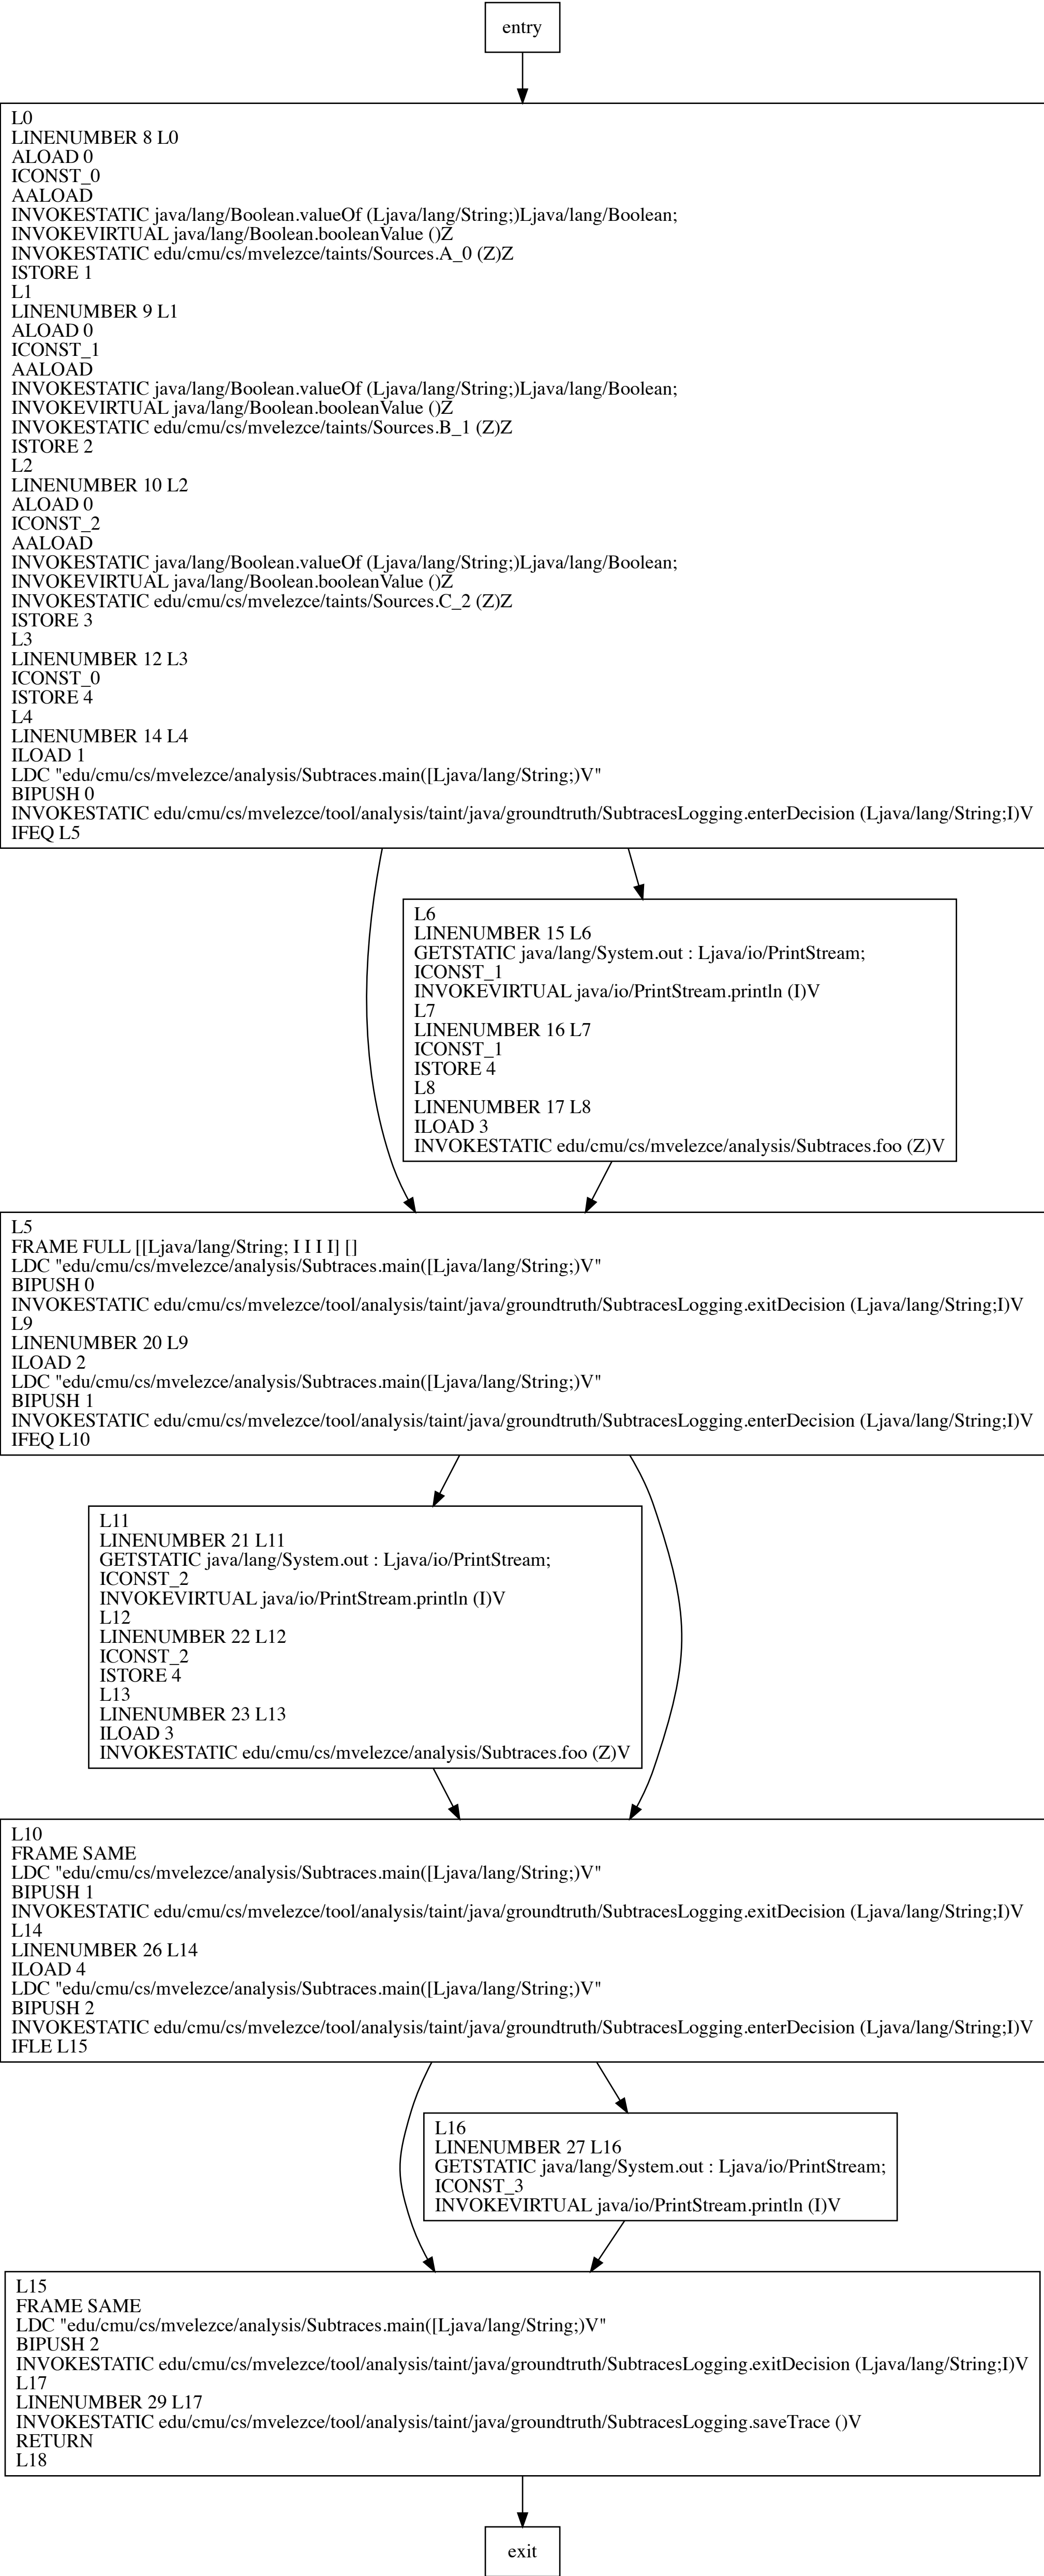 entry
L0
LINENUMBER 8 L0
ALOAD 0
ICONST_0
AALOAD
INVOKESTATIC java/lang/Boolean.valueOf (Ljava/lang/String;)Ljava/lang/Boolean;
INVOKEVIRTUAL java/lang/Boolean.booleanValue ()Z
INVOKESTATIC edu/cmu/cs/mvelezce/taints/Sources.A_0 (Z)Z
ISTORE 1
L1
LINENUMBER 9 L1
ALOAD 0
ICONST_1
AALOAD
INVOKESTATIC java/lang/Boolean.valueOf (Ljava/lang/String;)Ljava/lang/Boolean;
INVOKEVIRTUAL java/lang/Boolean.booleanValue ()Z
INVOKESTATIC edu/cmu/cs/mvelezce/taints/Sources.B_1 (Z)Z
ISTORE 2
L2
LINENUMBER 10 L2
ALOAD 0
ICONST_2
AALOAD
INVOKESTATIC java/lang/Boolean.valueOf (Ljava/lang/String;)Ljava/lang/Boolean;
INVOKEVIRTUAL java/lang/Boolean.booleanValue ()Z
INVOKESTATIC edu/cmu/cs/mvelezce/taints/Sources.C_2 (Z)Z
ISTORE 3
L3
LINENUMBER 12 L3
ICONST_0
ISTORE 4
L4
LINENUMBER 14 L4
ILOAD 1
LDC "edu/cmu/cs/mvelezce/analysis/Subtraces.main([Ljava/lang/String;)V"
BIPUSH 0
INVOKESTATIC edu/cmu/cs/mvelezce/tool/analysis/taint/java/groundtruth/SubtracesLogging.enterDecision (Ljava/lang/String;I)V
IFEQ L5
L6
LINENUMBER 15 L6
GETSTATIC java/lang/System.out : Ljava/io/PrintStream;
ICONST_1
INVOKEVIRTUAL java/io/PrintStream.println (I)V
L7
LINENUMBER 16 L7
ICONST_1
ISTORE 4
L8
LINENUMBER 17 L8
ILOAD 3
INVOKESTATIC edu/cmu/cs/mvelezce/analysis/Subtraces.foo (Z)V
L5
FRAME FULL [[Ljava/lang/String; I I I I] []
LDC "edu/cmu/cs/mvelezce/analysis/Subtraces.main([Ljava/lang/String;)V"
BIPUSH 0
INVOKESTATIC edu/cmu/cs/mvelezce/tool/analysis/taint/java/groundtruth/SubtracesLogging.exitDecision (Ljava/lang/String;I)V
L9
LINENUMBER 20 L9
ILOAD 2
LDC "edu/cmu/cs/mvelezce/analysis/Subtraces.main([Ljava/lang/String;)V"
BIPUSH 1
INVOKESTATIC edu/cmu/cs/mvelezce/tool/analysis/taint/java/groundtruth/SubtracesLogging.enterDecision (Ljava/lang/String;I)V
IFEQ L10
L11
LINENUMBER 21 L11
GETSTATIC java/lang/System.out : Ljava/io/PrintStream;
ICONST_2
INVOKEVIRTUAL java/io/PrintStream.println (I)V
L12
LINENUMBER 22 L12
ICONST_2
ISTORE 4
L13
LINENUMBER 23 L13
ILOAD 3
INVOKESTATIC edu/cmu/cs/mvelezce/analysis/Subtraces.foo (Z)V
L10
FRAME SAME
LDC "edu/cmu/cs/mvelezce/analysis/Subtraces.main([Ljava/lang/String;)V"
BIPUSH 1
INVOKESTATIC edu/cmu/cs/mvelezce/tool/analysis/taint/java/groundtruth/SubtracesLogging.exitDecision (Ljava/lang/String;I)V
L14
LINENUMBER 26 L14
ILOAD 4
LDC "edu/cmu/cs/mvelezce/analysis/Subtraces.main([Ljava/lang/String;)V"
BIPUSH 2
INVOKESTATIC edu/cmu/cs/mvelezce/tool/analysis/taint/java/groundtruth/SubtracesLogging.enterDecision (Ljava/lang/String;I)V
IFLE L15
L16
LINENUMBER 27 L16
GETSTATIC java/lang/System.out : Ljava/io/PrintStream;
ICONST_3
INVOKEVIRTUAL java/io/PrintStream.println (I)V
L15
FRAME SAME
LDC "edu/cmu/cs/mvelezce/analysis/Subtraces.main([Ljava/lang/String;)V"
BIPUSH 2
INVOKESTATIC edu/cmu/cs/mvelezce/tool/analysis/taint/java/groundtruth/SubtracesLogging.exitDecision (Ljava/lang/String;I)V
L17
LINENUMBER 29 L17
INVOKESTATIC edu/cmu/cs/mvelezce/tool/analysis/taint/java/groundtruth/SubtracesLogging.saveTrace ()V
RETURN
L18
exit